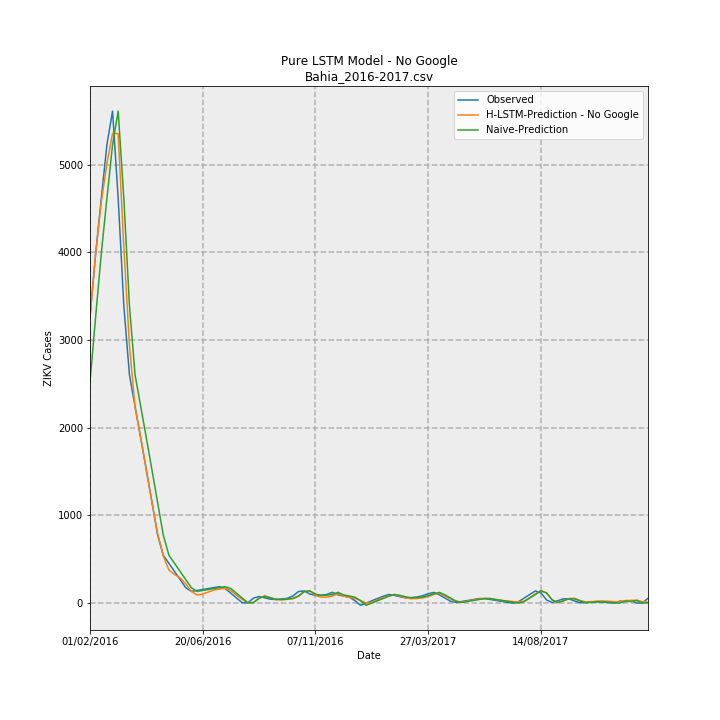 Pure LSTM Model - No Google
Bahia_2016-2017.csv
Observed
H-LSTM-Prediction - No Google
Naive-Prediction
ZIKV Cases
5000
4000
3000
2000
1000
0
01/02/2016
20/06/2016
07/11/2016
27/03/2017
14/08/2017
Date